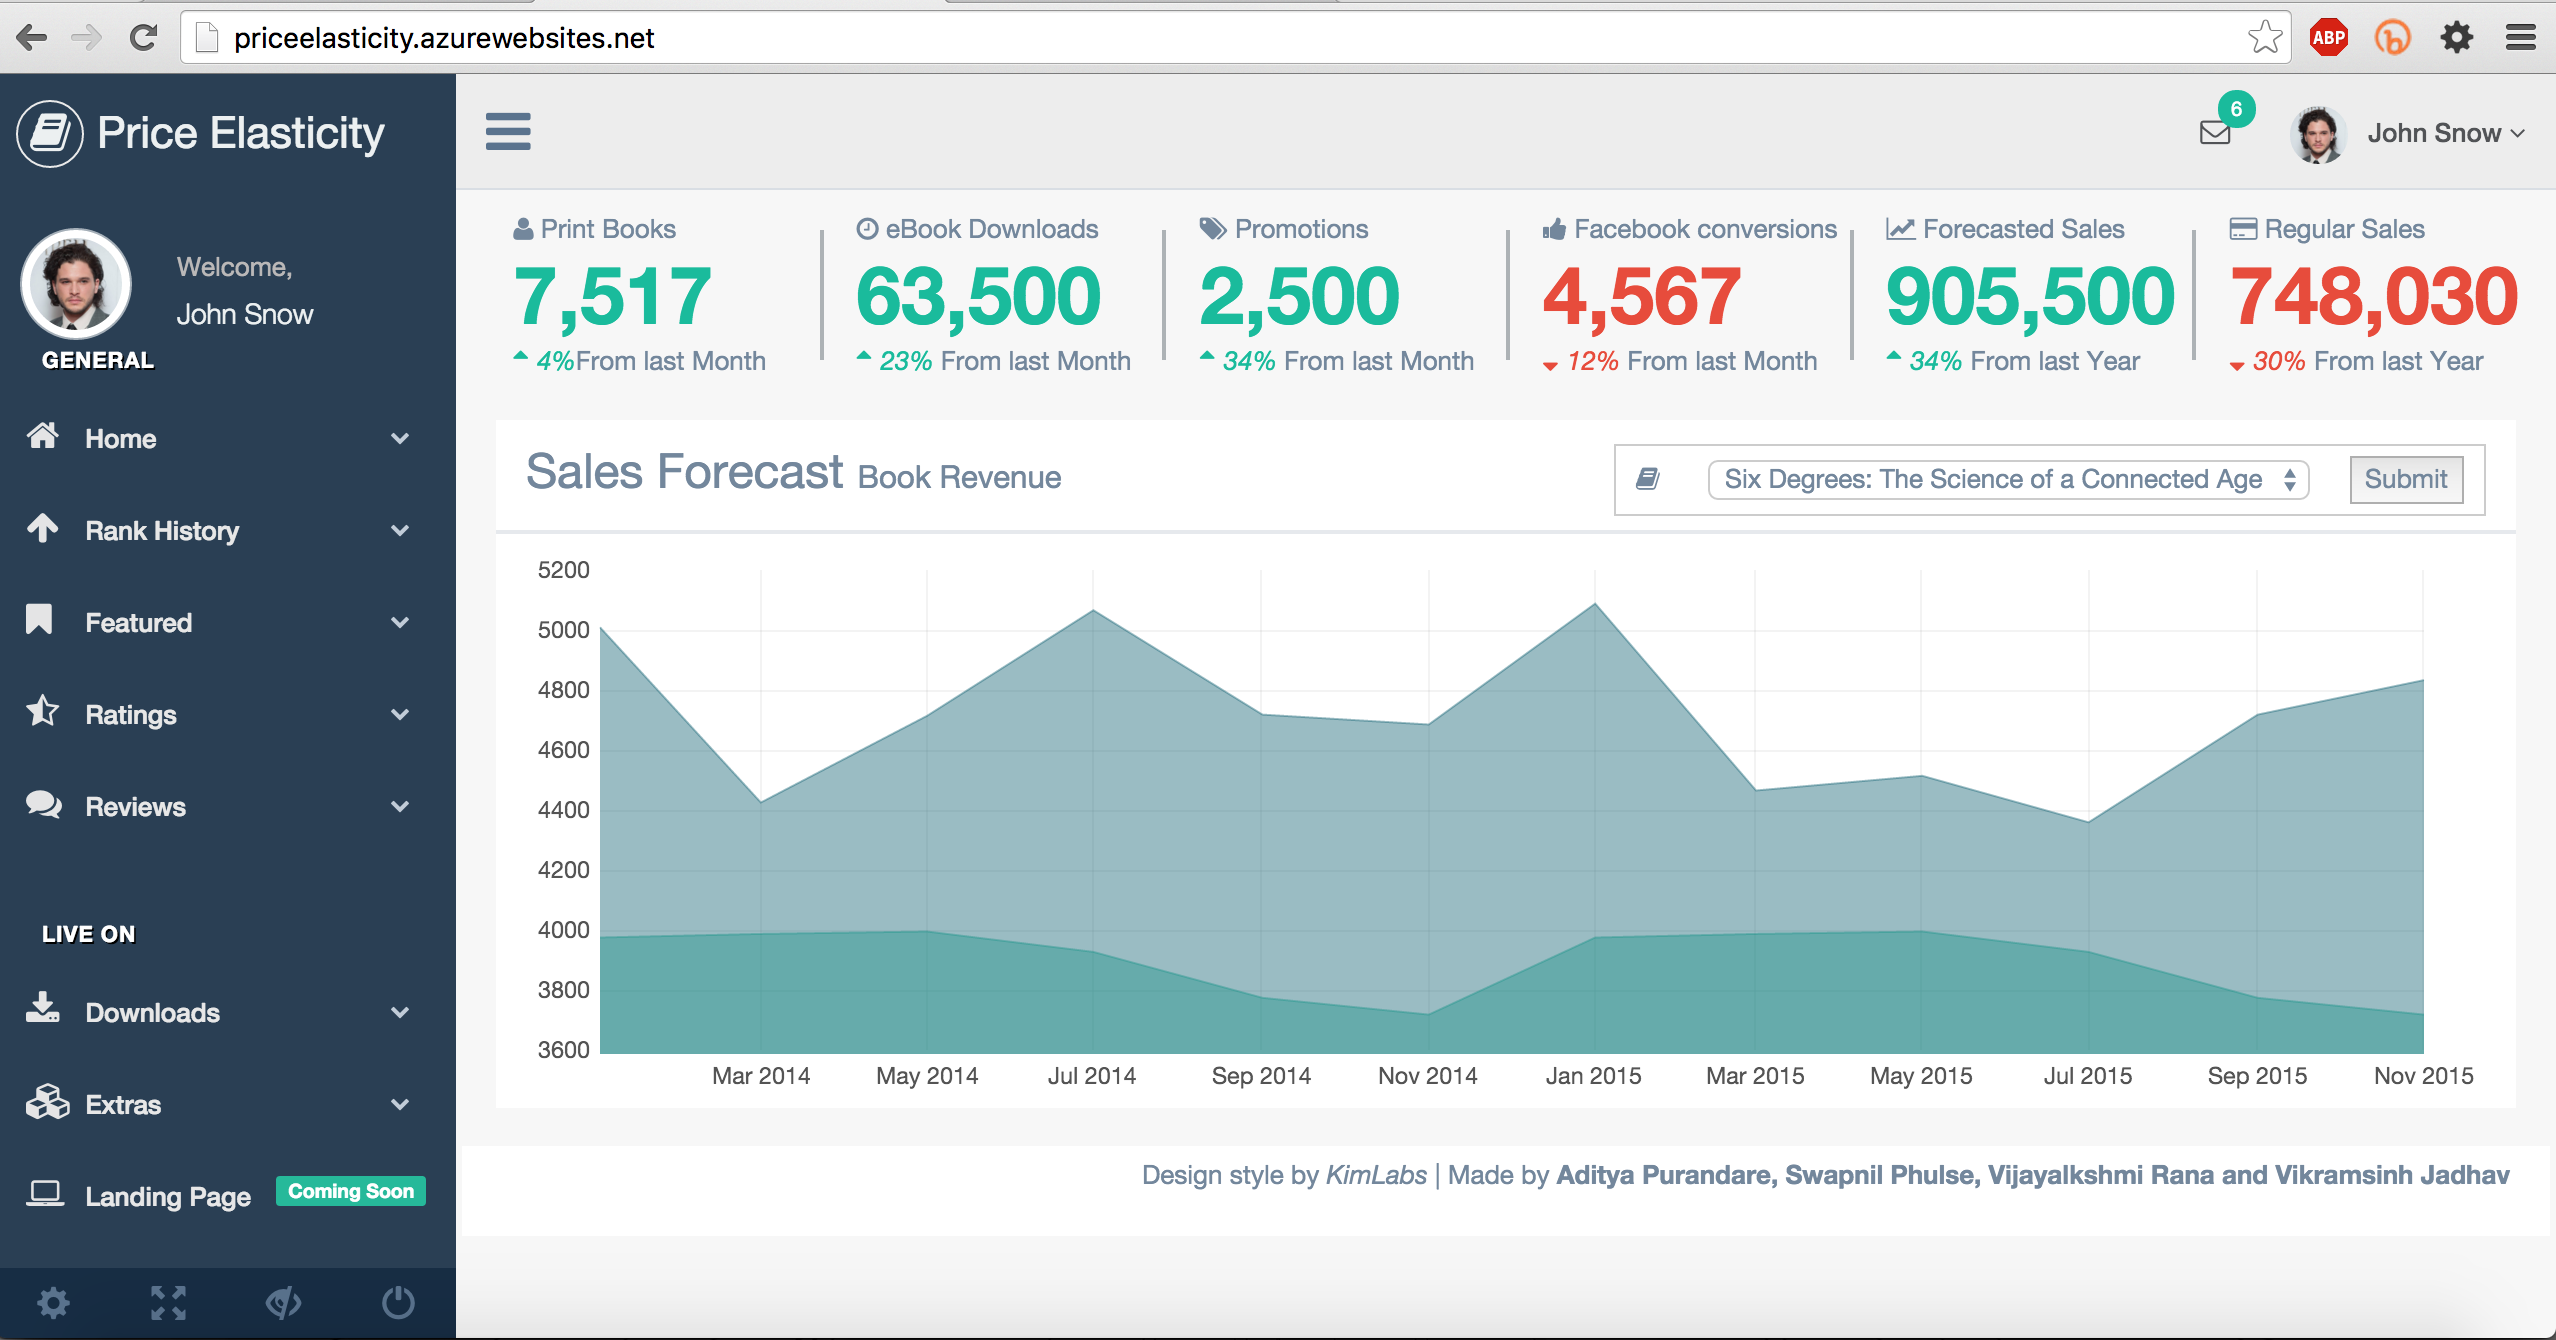 priceelasticity.azurewebsites.net
ABP
Price Elasticity
6
John Snow
Welcome,
John Snow
GENERAL
Home
Rank History
Featured
Ratings
Reviews
LIVE ON
Downloads
Extras
Landing Page Coming Soon
Print Books
7,517
4%From last Month
eBook Downloads
63,500
23% From last Month
Promotions
2,500
34% From last Month
Facebook conversions
4,567
12% From last Month
Forecasted Sales
905,500
34% From last Year
Regular Sales
748,030
30% From last Year
Sales Forecast Book Revenue
Six Degrees: The Science of a Connected Age
Submit
5200
5000
4800
4600
4400
4200
4000
3800
3600
Mar 2014 May 2014 Jul 2014 Sep 2014 Nov 2014 Jan 2015 Mar 2015 May 2015 Jul 2015 Sep 2015 Nov 2015
Design style by KimLabs | Made by Aditya Purandare, Swapnil Phulse, Vijayalkshmi Rana and Vikramsinh Jadhav